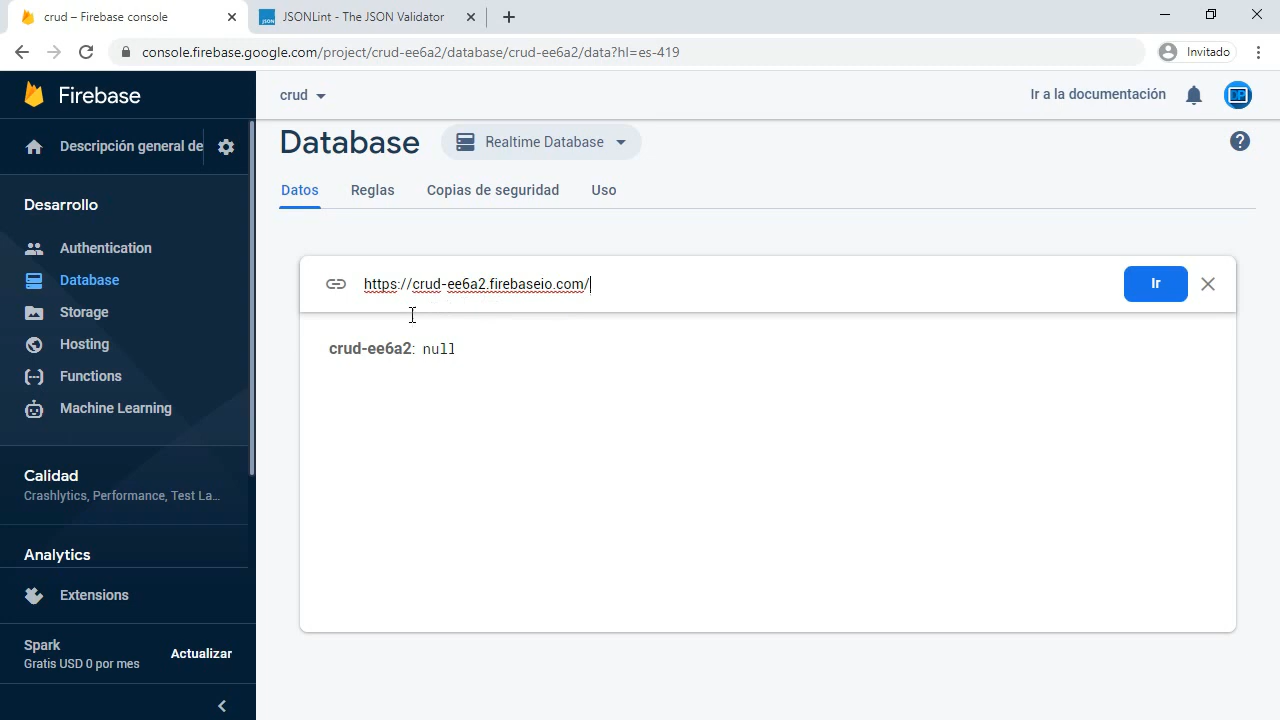 crud – Firebase console
JSONLint - The JSON Validator
console.firebase.google.com/project/crud-ee6a2/database/crud-ee6a2/data?hl=es-419
Invitado
Firebase
crud
Ir a la documentación
Descripción general de
Database
Realtime Database
Datos
Reglas
Copias de seguridad
Uso
Desarrollo
Authentication
Database
Storage
Hosting
Functions
Machine Learning
https://crud-ee6a2.firebaseio.com/
Ir
crud-ee6a2: null
Calidad
Crashlytics, Performance, Test La...
Analytics
Extensions
Spark
Gratis USD 0 por mes
Actualizar